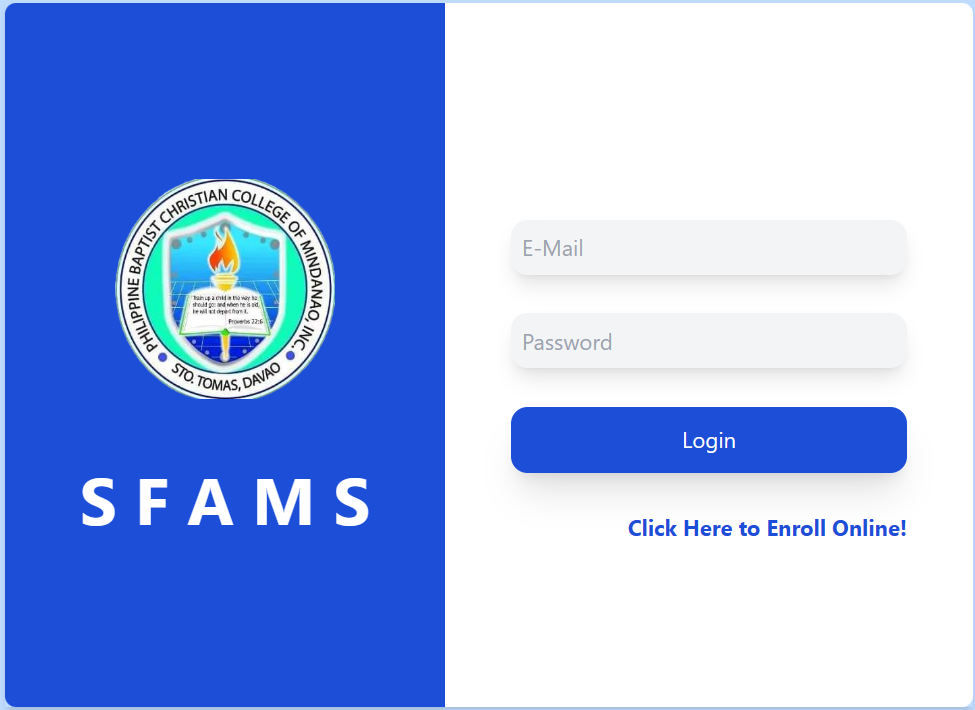 PHILIPPINE BAPTIST CHRISTIAN COLLEGE OF MINDANAO, INC.
Train up a child in the way he
should go: and when he is old,
he will not depart from it.
Proverbs 22:6
STO. TOMAS, DAVAO
S F A M S
E-Mail
Password
Login
Click Here to Enroll Online!